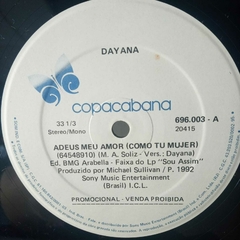 DAYANA
33 1/3
Stereo/Mono
696.003 - A
20415
copacabana
ADEUS MEU AMOR (COMO TU MUJER)
(64548910) (M. A. Soliz - Vers.; Dayana)
Ed. BMG Arabella - Faixa do Lp "Sou Assim"
Produzido por Michael Sullivan / P. 1992
Sony Music Entertainment
(Brasil) I.C.L.
PROMOCIONAL - VENDA PROIBIDA